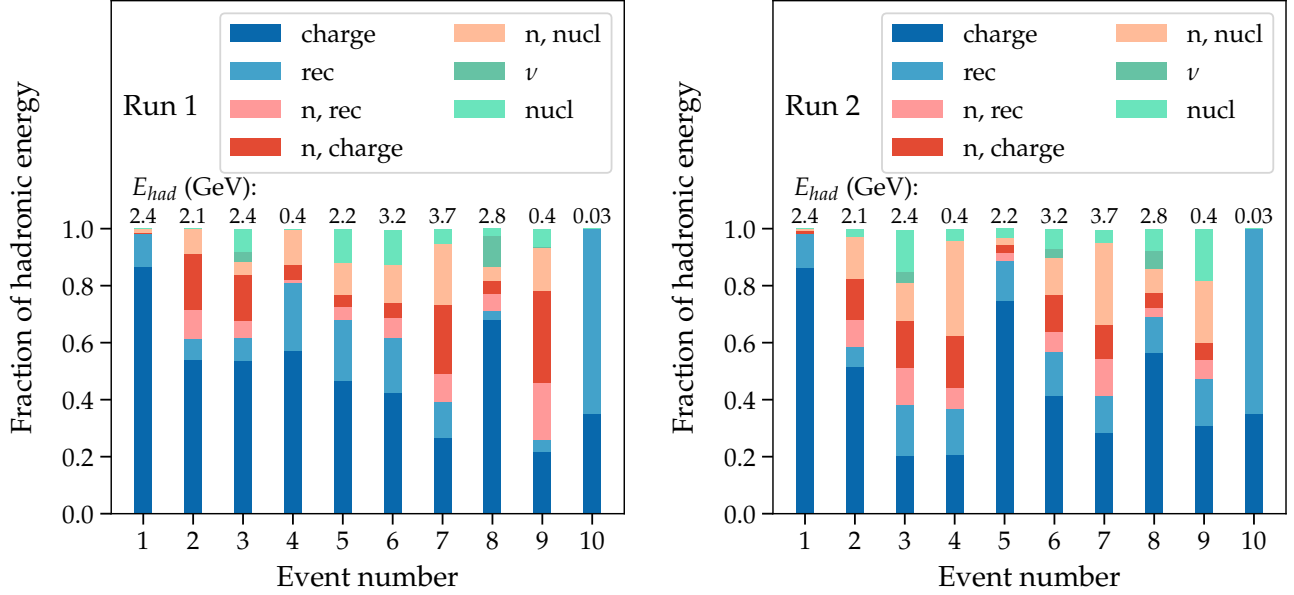 charge
rec
n, rec
n, charge
n, nucl
ν
nucl
Run 1
E_had (GeV):
2.4 2.1 2.4 0.4 2.2 3.2 3.7 2.8 0.4 0.03
1.0
0.8
0.6
0.4
0.2
0.0
Fraction of hadronic energy
1 2 3 4 5 6 7 8 9 10
Event number
charge
rec
n, rec
n, charge
n, nucl
ν
nucl
Run 2
E_had (GeV):
2.4 2.1 2.4 0.4 2.2 3.2 3.7 2.8 0.4 0.03
1.0
0.8
0.6
0.4
0.2
0.0
Fraction of hadronic energy
1 2 3 4 5 6 7 8 9 10
Event number